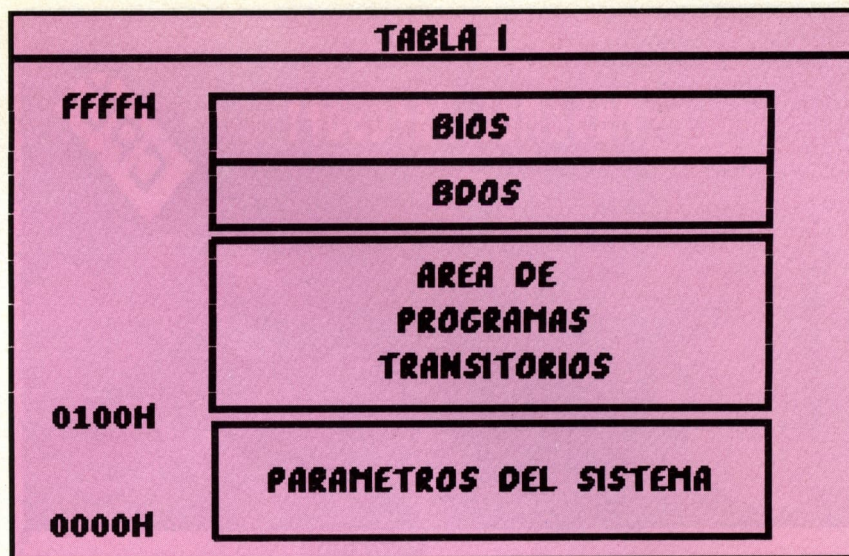 TABLA I
FFFFH
BIOS
BDOS
AREA DE
PROGRAMAS
TRANSITORIOS
0100H
PARAMETROS DEL SISTEMA
0000H